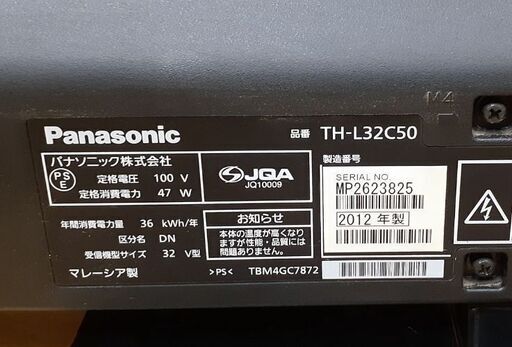 M4
Panasonic
品番 TH-L32C50
パナソニック株式会社
PS
E
定格電圧 100 V
定格消費電力 47 W
JQA
JQ10009
製造番号
SERIAL NO.
MP2623825
2012 年製
年間消費電力量 36 kWh/年
区分名 DN
受信機型サイズ 32 V型
お知らせ
本体の温度が高くなり
ますが性能・品質には
問題ありません。
マレーシア製
>PS<
TBM4GC7872